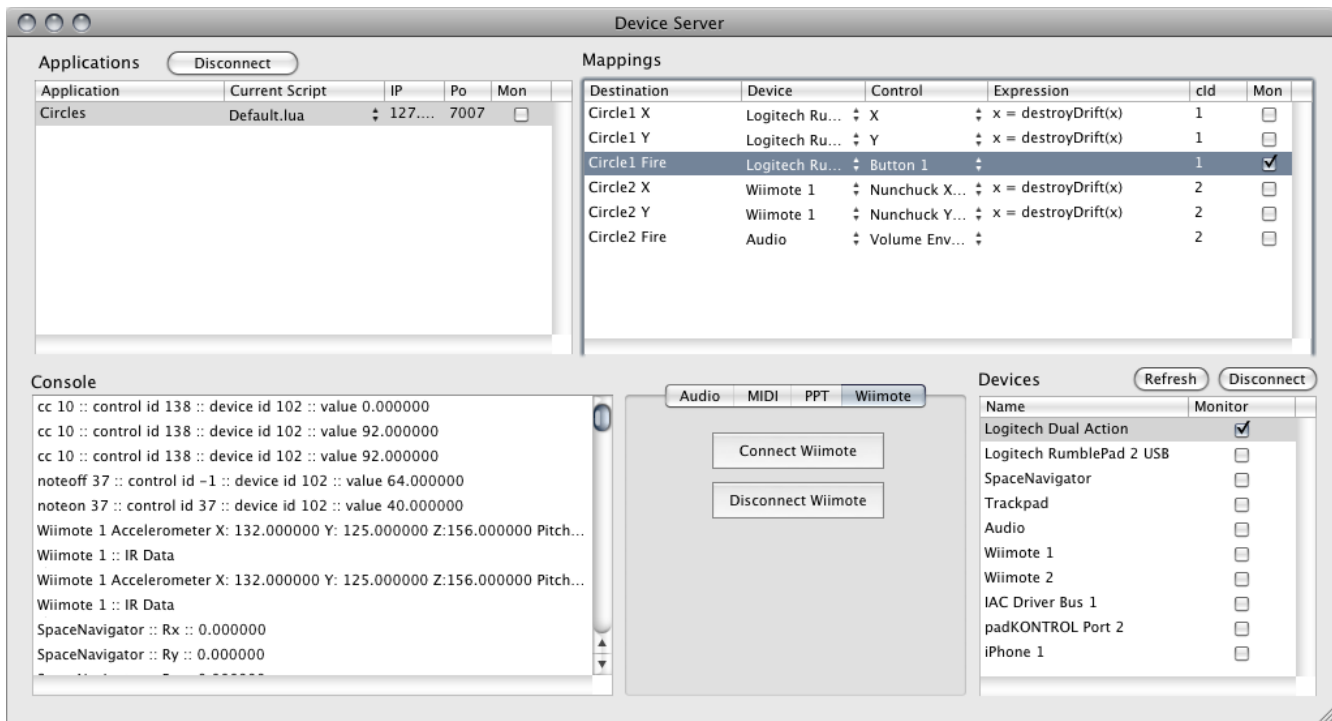 Device Server
Applications Disconnect
Application Current Script IP Po Mon
Circles Default.lua 127.... 7007
Mappings
Destination Device Control Expression cId Mon
Circle1 X Logitech Ru... X x = destroyDrift(x) 1
Circle1 Y Logitech Ru... Y x = destroyDrift(x) 1
Circle1 Fire Logitech Ru... Button 1 1
Circle2 X Wiimote 1 Nunchuck X... x = destroyDrift(x) 2
Circle2 Y Wiimote 1 Nunchuck Y... x = destroyDrift(x) 2
Circle2 Fire Audio Volume Env... 2
Console
cc 10 :: control id 138 :: device id 102 :: value 0.000000
cc 10 :: control id 138 :: device id 102 :: value 92.000000
cc 10 :: control id 138 :: device id 102 :: value 92.000000
noteoff 37 :: control id -1 :: device id 102 :: value 64.000000
noteon 37 :: control id 37 :: device id 102 :: value 40.000000
Wiimote 1 Accelerometer X: 132.000000 Y: 125.000000 Z:156.000000 Pitch...
Wiimote 1 :: IR Data
Wiimote 1 Accelerometer X: 132.000000 Y: 125.000000 Z:156.000000 Pitch...
Wiimote 1 :: IR Data
SpaceNavigator :: Rx :: 0.000000
SpaceNavigator :: Ry :: 0.000000
Audio MIDI PPT Wiimote
Connect Wiimote
Disconnect Wiimote
Devices Refresh Disconnect
Name Monitor
Logitech Dual Action
Logitech RumblePad 2 USB
SpaceNavigator
Trackpad
Audio
Wiimote 1
Wiimote 2
IAC Driver Bus 1
padKONTROL Port 2
iPhone 1